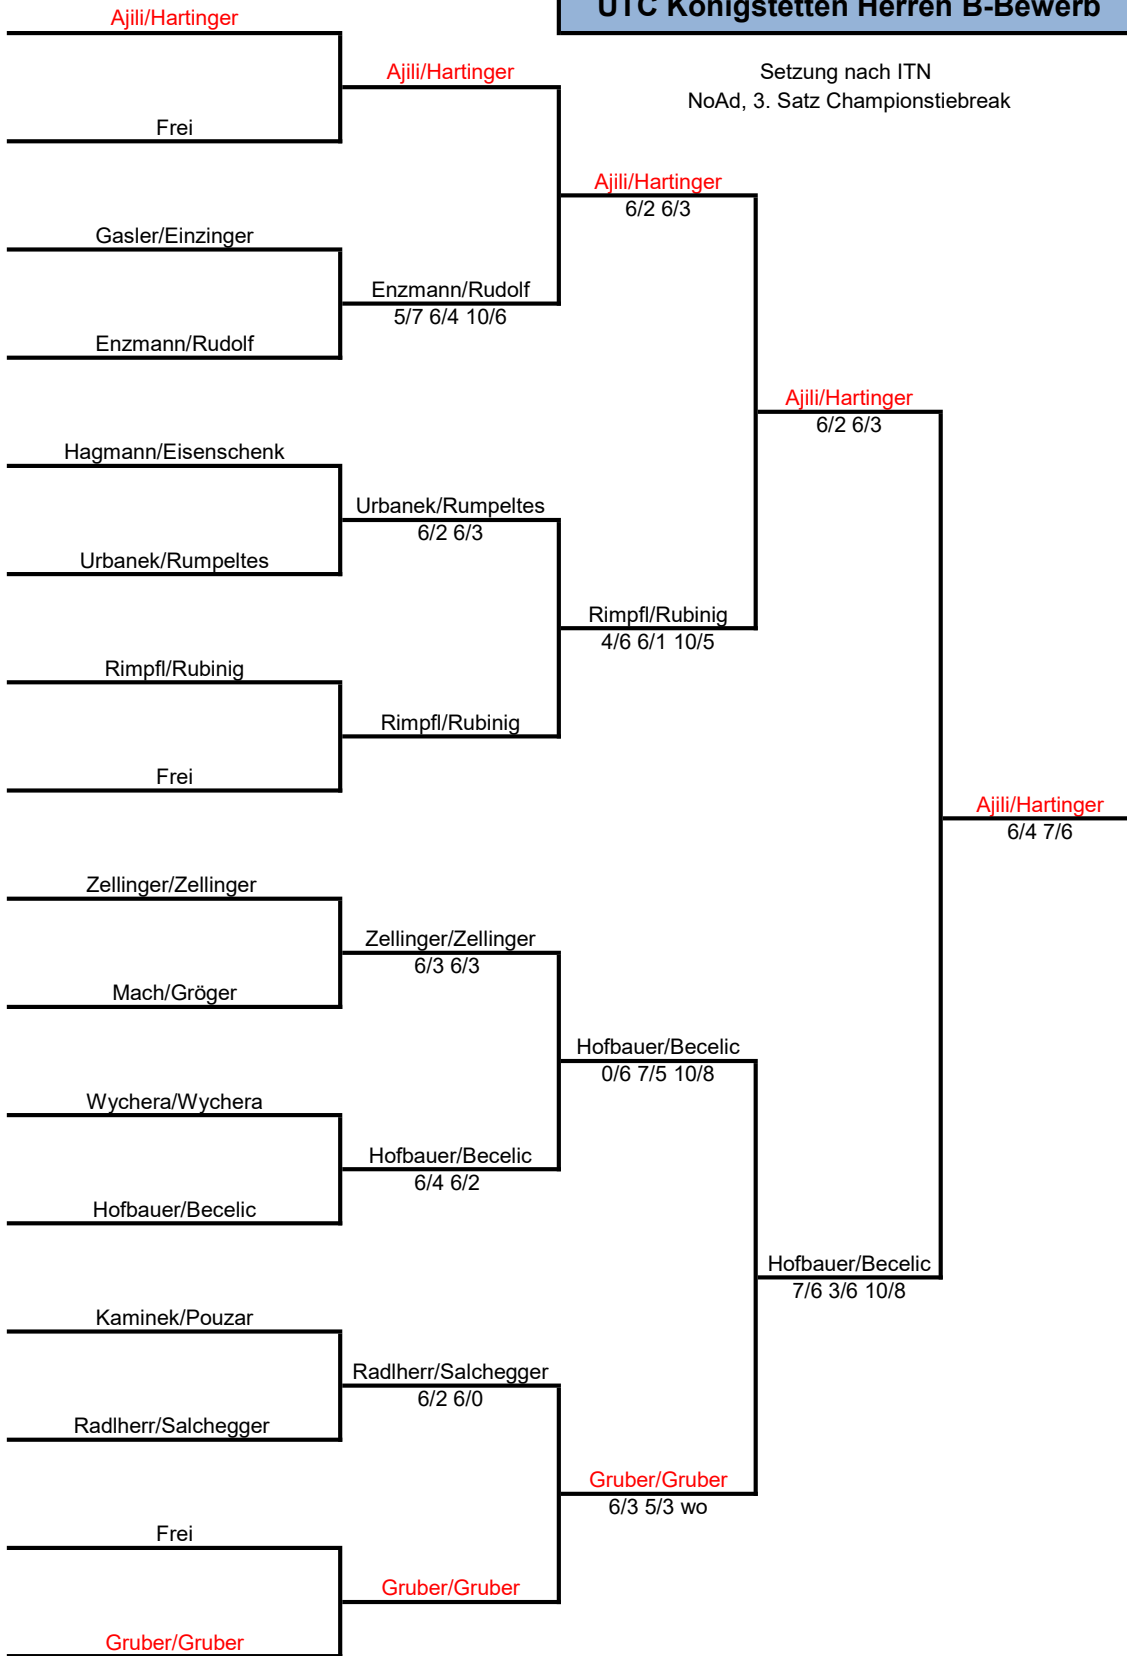 UTC Königstetten Herren B-Bewerb
Setzung nach ITN
NoAd, 3. Satz Championstiebreak
Ajili/Hartinger
Frei
Gasler/Einzinger
Enzmann/Rudolf
Hagmann/Eisenschenk
Urbanek/Rumpeltes
Rimpfl/Rubinig
Frei
Zellinger/Zellinger
Mach/Gröger
Wychera/Wychera
Hofbauer/Becelic
Kaminek/Pouzar
Radlherr/Salchegger
Frei
Gruber/Gruber
Ajili/Hartinger
Enzmann/Rudolf
5/7 6/4 10/6
Urbanek/Rumpeltes
6/2 6/3
Rimpfl/Rubinig
Zellinger/Zellinger
6/3 6/3
Hofbauer/Becelic
6/4 6/2
Radlherr/Salchegger
6/2 6/0
Gruber/Gruber
Ajili/Hartinger
6/2 6/3
Rimpfl/Rubinig
4/6 6/1 10/5
Hofbauer/Becelic
0/6 7/5 10/8
Gruber/Gruber
6/3 5/3 wo
Ajili/Hartinger
6/2 6/3
Hofbauer/Becelic
7/6 3/6 10/8
Ajili/Hartinger
6/4 7/6